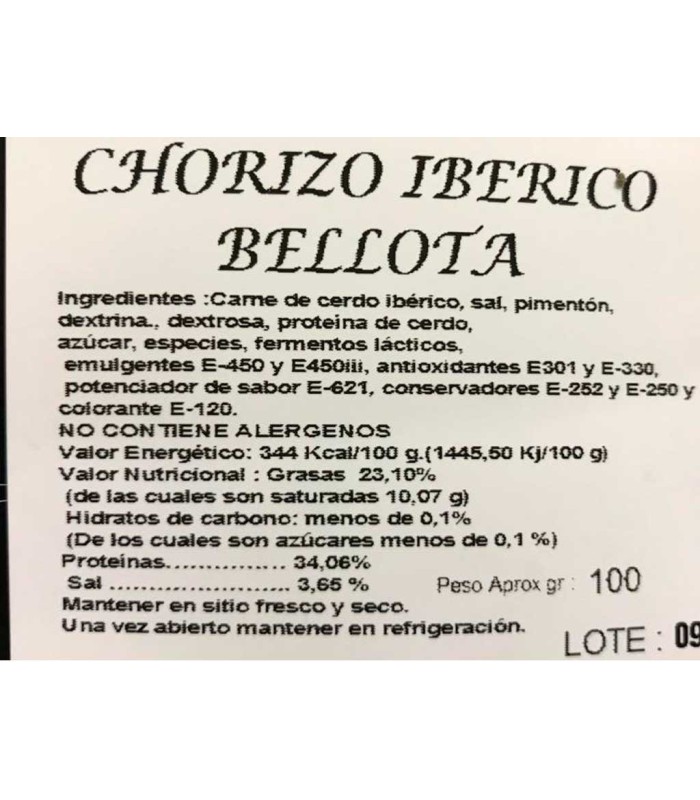 CHORIZO IBERICO
BELLOTA
Ingredientes :Carne de cerdo ibérico, sal, pimentón,
dextrina., dextrosa, proteina de cerdo,
azúcar, especies, fermentos lácticos,
emulgentes E-450 y E450iii, antioxidantes E301 y E-330,
potenciador de sabor E-621, conservadores E-252 y E-250 y
colorante E-120.
NO CONTIENE ALERGENOS
Valor Energético: 344 Kcal/100 g.(1445,50 Kj/100 g)
Valor Nutricional : Grasas 23,10%
(de las cuales son saturadas 10,07 g)
Hidratos de carbono: menos de 0,1%
(De los cuales son azúcares menos de 0,1 %)
Proteinas................ 34,06%
Sal ........................ 3,65 % Peso Aprox gr : 100
Mantener en sitio fresco y seco.
Una vez abierto mantener en refrigeración.
LOTE : 09